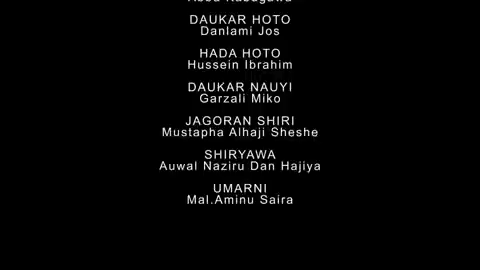 DAUKAR HOTO
Danlami Jos
HADA HOTO
Hussein Ibrahim
DAUKAR NAUYI
Garzali Miko
JAGORAN SHIRI
Mustapha Alhaji Sheshe
SHIRYAWA
Auwal Naziru Dan Hajiya
UMARNI
Mal.Aminu Saira